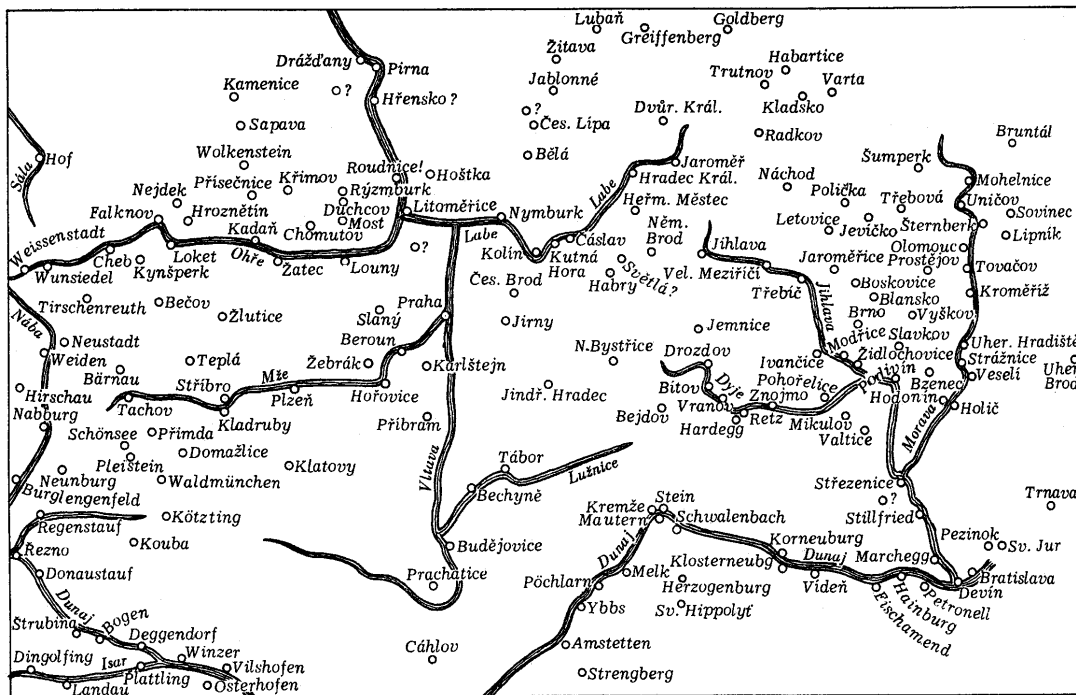 Lubaň
Goldberg
Greiffenberg
Drážďany
Pirna
Žitava
Habartice
Kamenice
?
Hřensko ?
Jablonné
Trutnov
Varta
Kladsko
Sapava
?
Čes. Lípa
Dvůr. Král.
Radkov
Bruntál
Hof
Sála
Wolkenstein
Roudnice!
Hoštka
Bělá
Jaroměř
Šumperk
Mohelnice
Nejdek
Přísečnice
Křimov
Rýzmburk
Hradec Král.
Náchod
Polička
Třebová
Uničov
Falknov
Hroznětín
Duchcov
Litoměřice
Nymburk
Labe
Heřm. Městec
Letovice
Jevíčko
Šternberk
Sovinec
Weissenstadt
Kadaň
Chomutov
Most
Labe
Čáslav
Něm.
Brod
Jihlava
Olomouc
Lipník
Cheb
Loket
Ohře
?
Kolín
Kutná
Hora
Světlá?
Vel. Meziříčí
Jaroměřice
Prostějov
Wunsiedel
Kynšperk
Žatec
Louny
Čes. Brod
Habry
Třebíč
Boskovice
Tovačov
Tirschenreuth
Bečov
Praha
Jihlava
Blansko
Kroměříž
Nába
Žlutice
Slaný
Jirny
Jemnice
Brno
Vyškov
Neustadt
Beroun
Modřice
Slavkov
Uher. Hradiště
Weiden
Teplá
Žebrák
Karlštejn
N.Bystřice
Drozdov
Ivančice
Židlochovice
Strážnice
Uher.
Brod
Bärnau
Stříbro
Mže
Plzeň
Hořovice
Bítov
Dyje
Pohořelice
Podivín
Bzenec
Veselí
Hirschau
Tachov
Jindř. Hradec
Vranov
Znojmo
Hodonín
Nabburg
Kladruby
Příbram
Bejdov
Hardegg
Retz
Mikulov
Holič
Schönsee
Přimda
Valtice
Morava
Pleištein
Domažlice
Klatovy
Vltava
Tábor
Lužnice
Neunburg
Waldmünchen
Burglengenfeld
Bechyně
Střezenice
Regenstauf
Kötzting
Kremže
Stein
?
Trnava
Mautern
Schwalenbach
Stillfried
Řezno
Kouba
Budějovice
Dunaj
Korneuburg
Pezinok
Sv. Jur
Donaustauf
Prachatice
Melk
Klosterneubg
Dunaj
Marchegg
Pöchlarn
Herzogenburg
Vídeň
Bratislava
Dunaj
Ybbs
Sv. Hippolyť
Devín
Strubina
Bogen
Fischamend
Hainburg
Petronell
Deggendorf
Amstetten
Dingolfing
Isar
Winzer
Cáhlov
Plattling
Vilshofen
Strengberg
Landau
Osterhofen